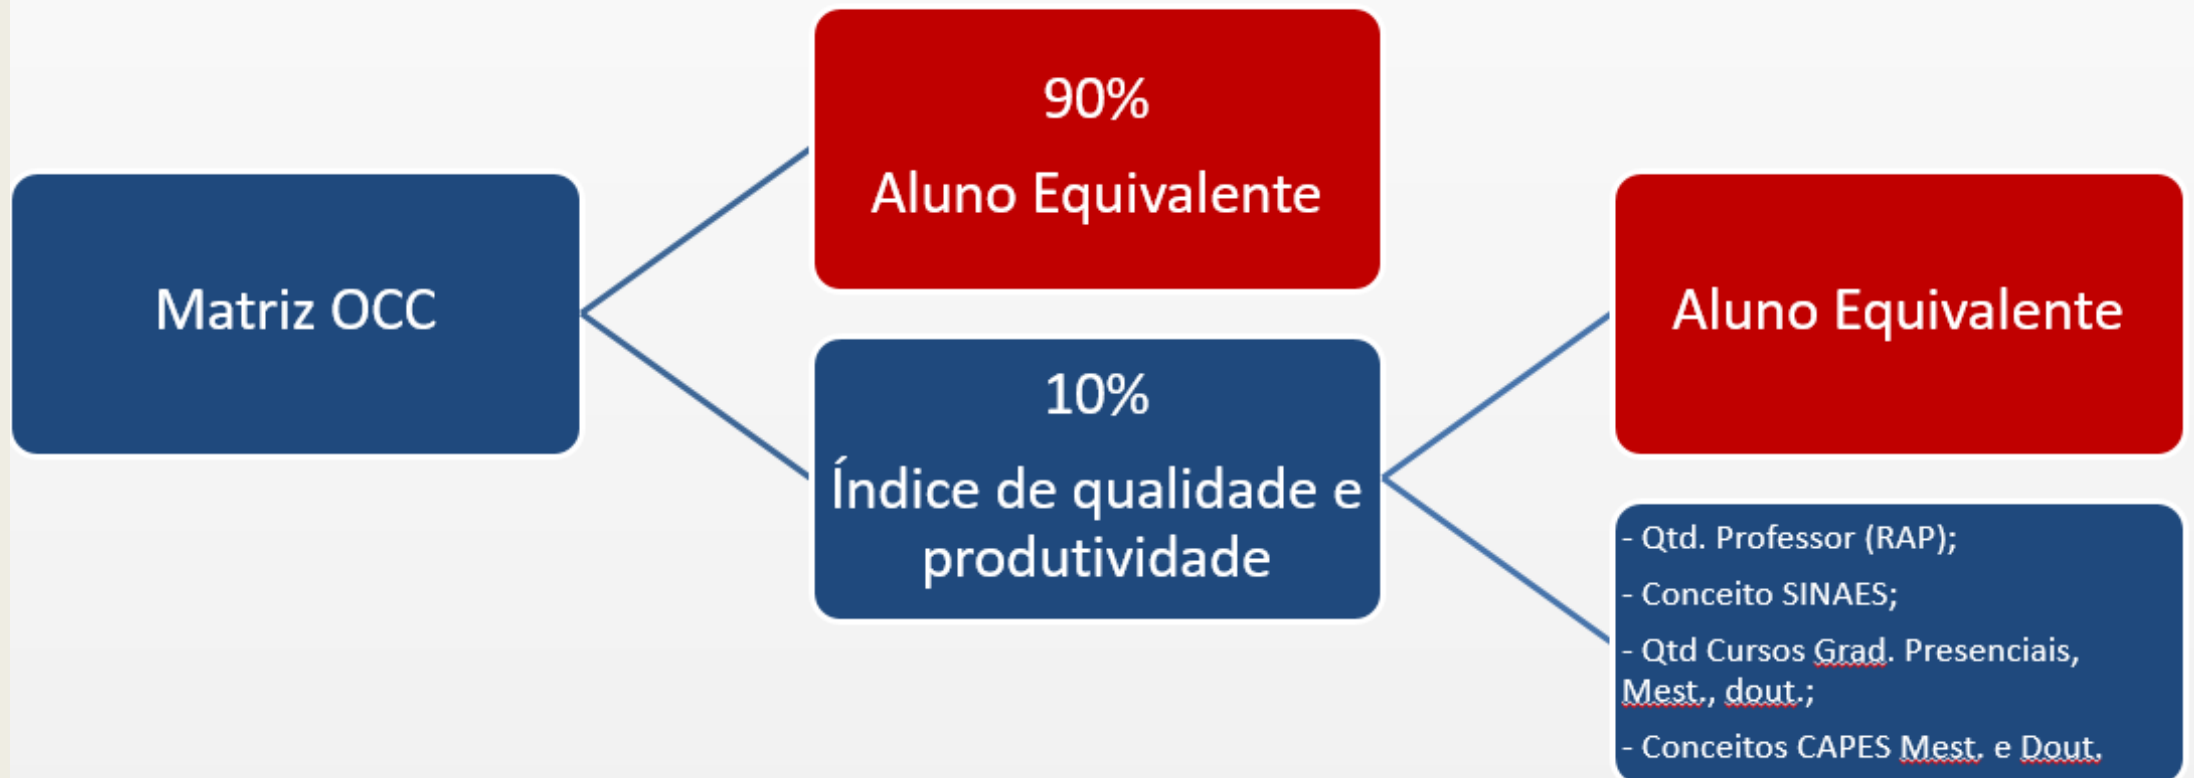 Matriz OCC
90%
Aluno Equivalente
10%
Índice de qualidade e
produtividade
Aluno Equivalente
- Qtd. Professor (RAP);
- Conceito SINAES;
- Qtd Cursos Grad. Presenciais,
Mest., dout.;
- Conceitos CAPES Mest. e Dout.